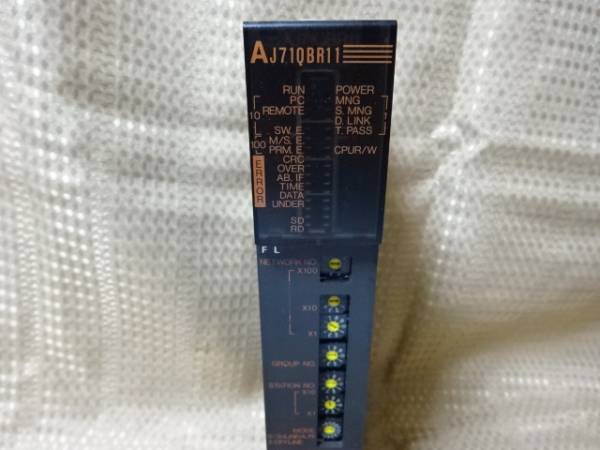 AJ71QBR11
RUN POWER
PC MNG
REMOTE S. MNG
10 D. LINK
SW. E. T. PASS
100 M/S. E.
PRM. E. CPUR/W
CRC
OVER
AB. IF
TIME
DATA
UNDER
ERROR
SD
RD
F L
NETWORK NO.
X100
X10
X1
GROUP NO.
STATION NO.
X10
X1
MODE